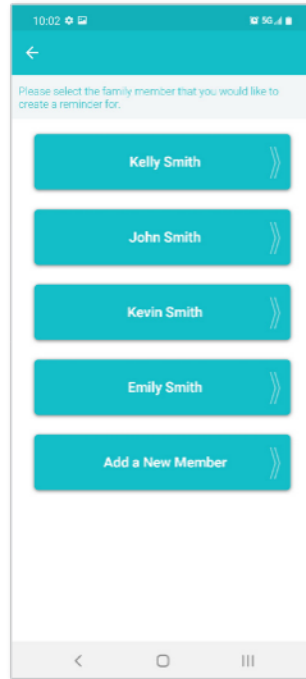 10:02
5G
Please select the family member that you would like to
create a reminder for.
Kelly Smith
John Smith
Kevin Smith
Emily Smith
Add a New Member